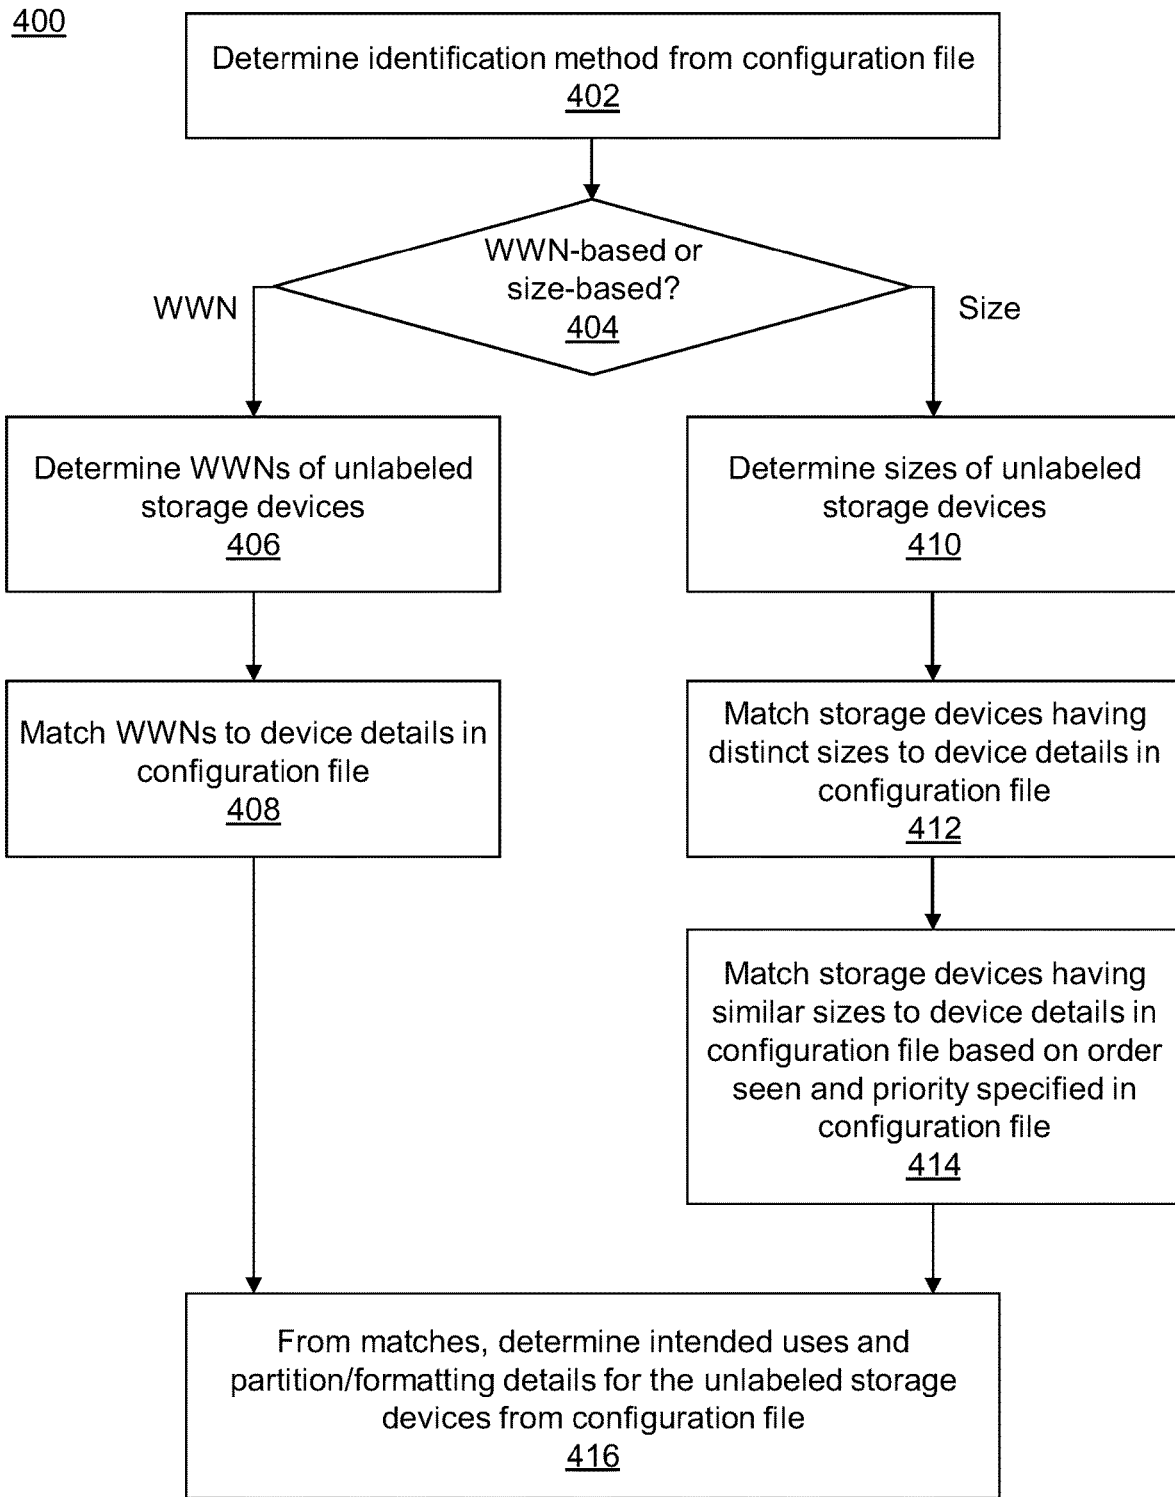 400
Determine identification method from configuration file
402
WWN-based or
size-based?
404
WWN
Size
Determine WWNs of unlabeled
storage devices
406
Determine sizes of unlabeled
storage devices
410
Match WWNs to device details in
configuration file
408
Match storage devices having
distinct sizes to device details in
configuration file
412
Match storage devices having
similar sizes to device details in
configuration file based on order
seen and priority specified in
configuration file
414
From matches, determine intended uses and
partition/formatting details for the unlabeled storage
devices from configuration file
416